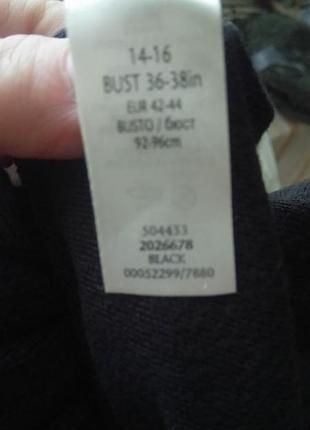 14-16
BUST 36-38in
EUR 42-44
BUSTO / бюст
92-96cm
504433
2026678
BLACK
00052299/7880